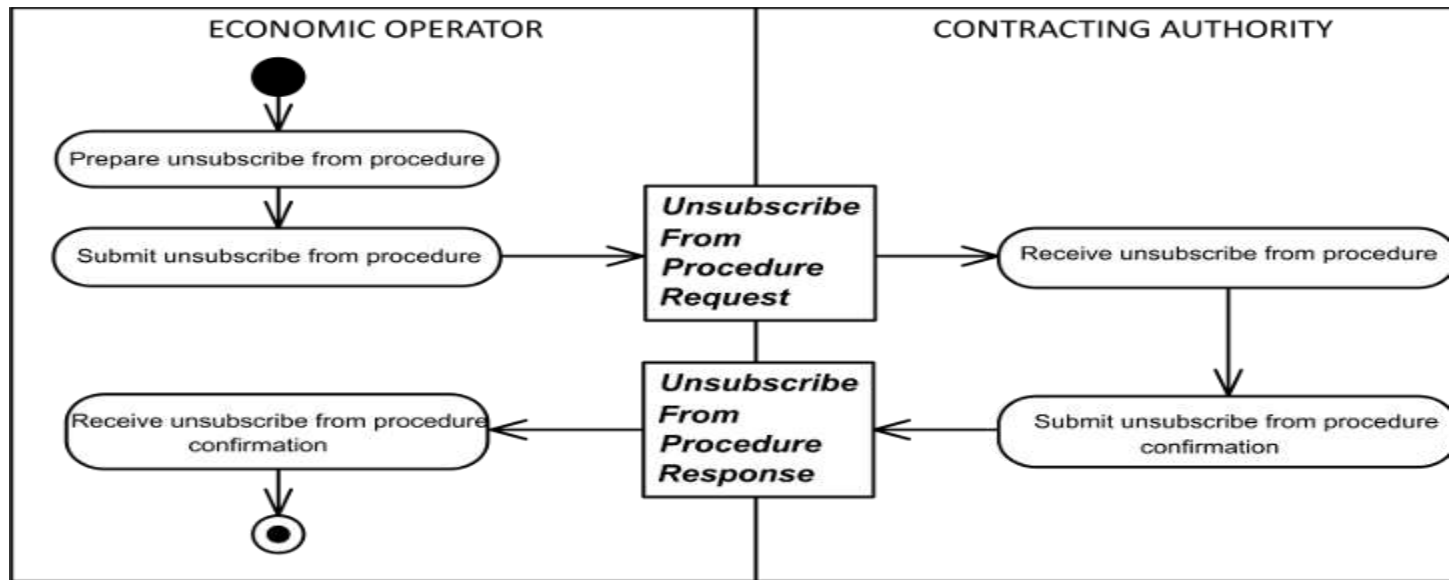 ECONOMIC OPERATOR
CONTRACTING AUTHORITY
Prepare unsubscribe from procedure
Submit unsubscribe from procedure
Unsubscribe
From
Procedure
Request
Receive unsubscribe from procedure
Submit unsubscribe from procedure
confirmation
Unsubscribe
From
Procedure
Response
Receive unsubscribe from procedure
confirmation